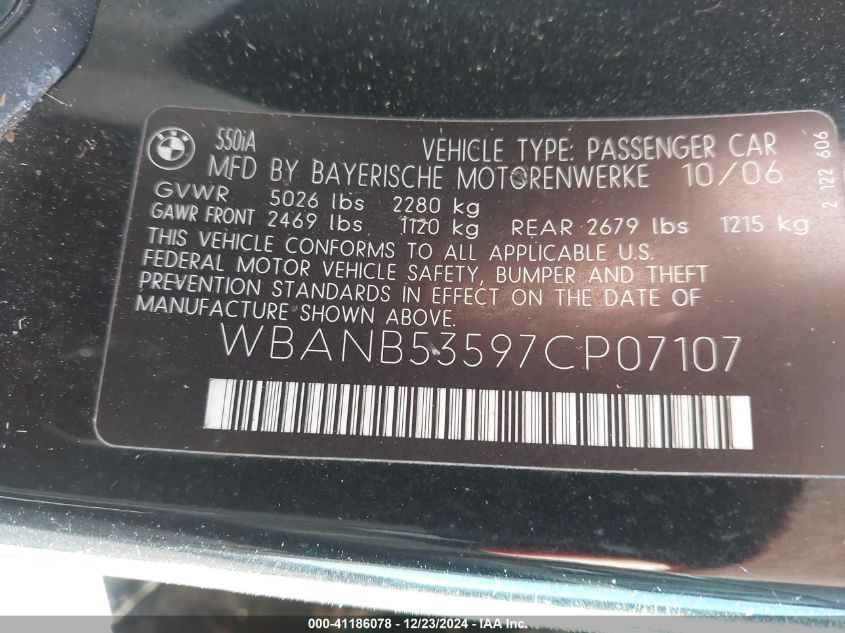 BMW
550iA
VEHICLE TYPE: PASSENGER CAR
MFD BY BAYERISCHE MOTORENWERKE 10/06
GVWR 5026 lbs 2280 kg
GAWR FRONT 2469 lbs 1120 kg REAR 2679 lbs 1215 kg
THIS VEHICLE CONFORMS TO ALL APPLICABLE U.S.
FEDERAL MOTOR VEHICLE SAFETY, BUMPER AND THEFT
PREVENTION STANDARDS IN EFFECT ON THE DATE OF
MANUFACTURE SHOWN ABOVE.
WBANB53597CP07107
2 122 606
000-41186078 - 12/23/2024 - IAA Inc.